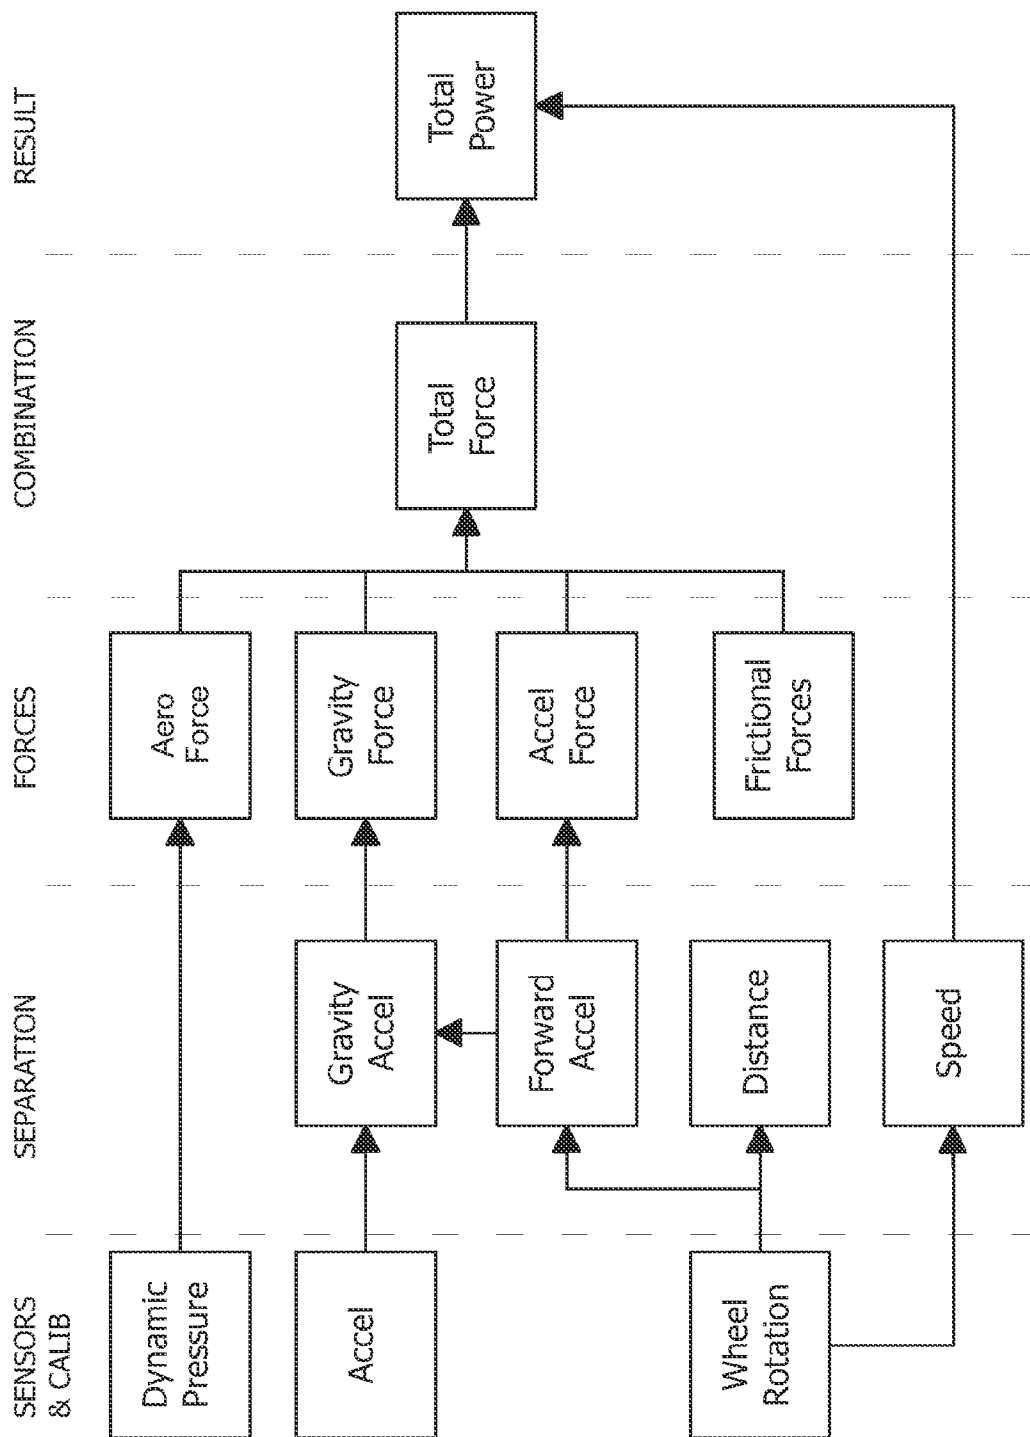 SENSORS
& CALIB
SEPARATION
FORCES
COMBINATION
RESULT
Dynamic
Pressure
Aero
Force
Accel
Gravity
Accel
Gravity
Force
Total
Force
Total
Power
Forward
Accel
Accel
Force
Wheel
Rotation
Distance
Frictional
Forces
Speed